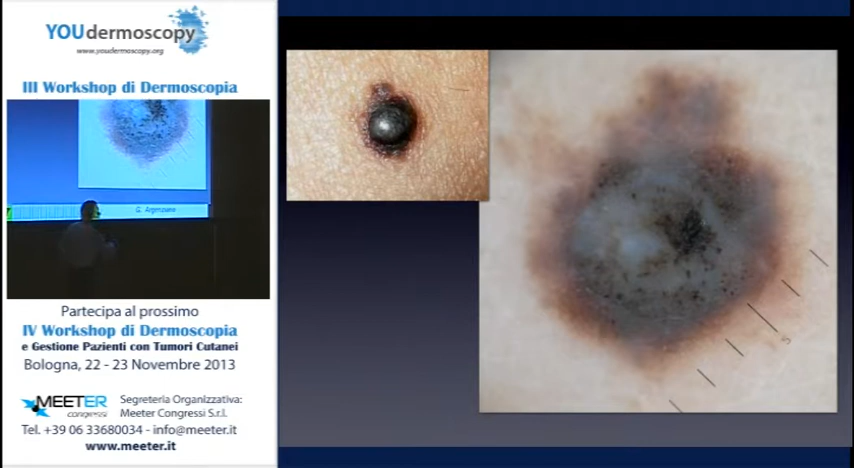 YOUdermoscopy
www.youdermoscopy.org
III Workshop di Dermoscopia
G. Argenziano
Partecipa al prossimo
IV Workshop di Dermoscopia
e Gestione Pazienti con Tumori Cutanei
Bologna, 22 - 23 Novembre 2013
MEETER
congressi
Segreteria Organizzativa:
Meeter Congressi S.r.l.
Tel. +39 06 33680034 - info@meeter.it
www.meeter.it
5